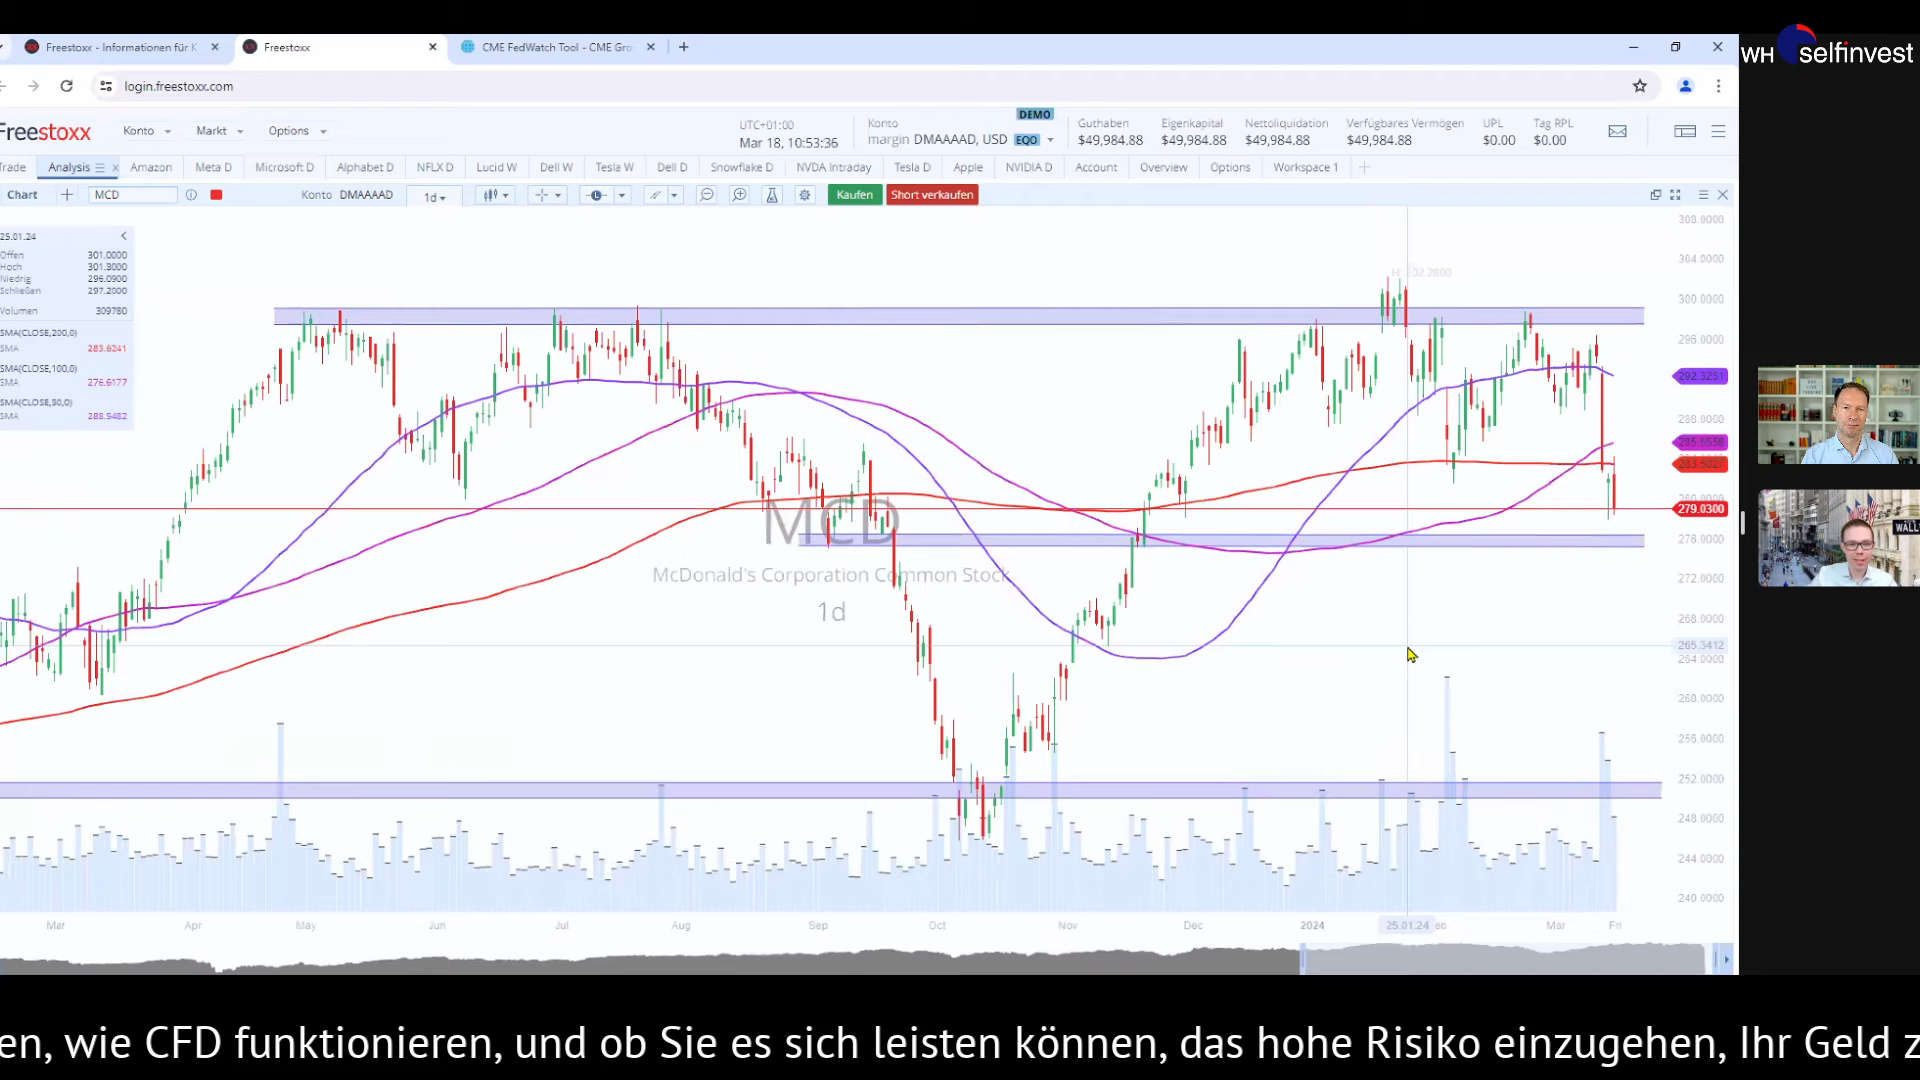 Freestoxx - Informationen für K
Freestoxx
CME FedWatch Tool - CME Gro
WH selfinvest
login.freestoxx.com
Freestoxx
Konto
Markt
Options
UTC+01:00
Mar 18, 10:53:36
Konto
margin DMAAAAD, USD
DEMO
EQO
Guthaben
$49,984.88
Eigenkapital
$49,984.88
Nettoliquidation
$49,984.88
Verfügbares Vermögen
$49,984.88
UPL
$0.00
Tag RPL
$0.00
Trade
Analysis
Amazon
Meta D
Microsoft D
Alphabet D
NFLX D
Lucid W
Dell W
Tesla W
Dell D
Snowflake D
NVDA Intraday
Tesla D
Apple
NVIDIA D
Account
Overview
Options
Workspace 1
Chart
MCD
Konto DMAAAAD
1d
Kaufen
Short verkaufen
25.01.24
Offen 301.0000
Hoch 301.3000
Niedrig 296.0900
Schließen 297.2000
Volumen 309780
SMA(CLOSE,200,0)
SMA 283.6241
SMA(CLOSE,100,0)
SMA 276.6177
SMA(CLOSE,50,0)
SMA 288.5482
308.0000
304.0000
300.0000
296.0000
292.3251
288.0000
279.0300
276.0000
272.0000
268.0000
265.3412
264.0000
260.0000
256.0000
252.0000
248.0000
244.0000
240.0000
MCD
McDonald's Corporation Common Stock
1d
Mar
Apr
May
Jun
Jul
Aug
Sep
Oct
Nov
Dec
2024
25.01.24
eb
Mar
Fri
WALL
en, wie CFD funktionieren, und ob Sie es sich leisten können, das hohe Risiko einzugehen, Ihr Geld z